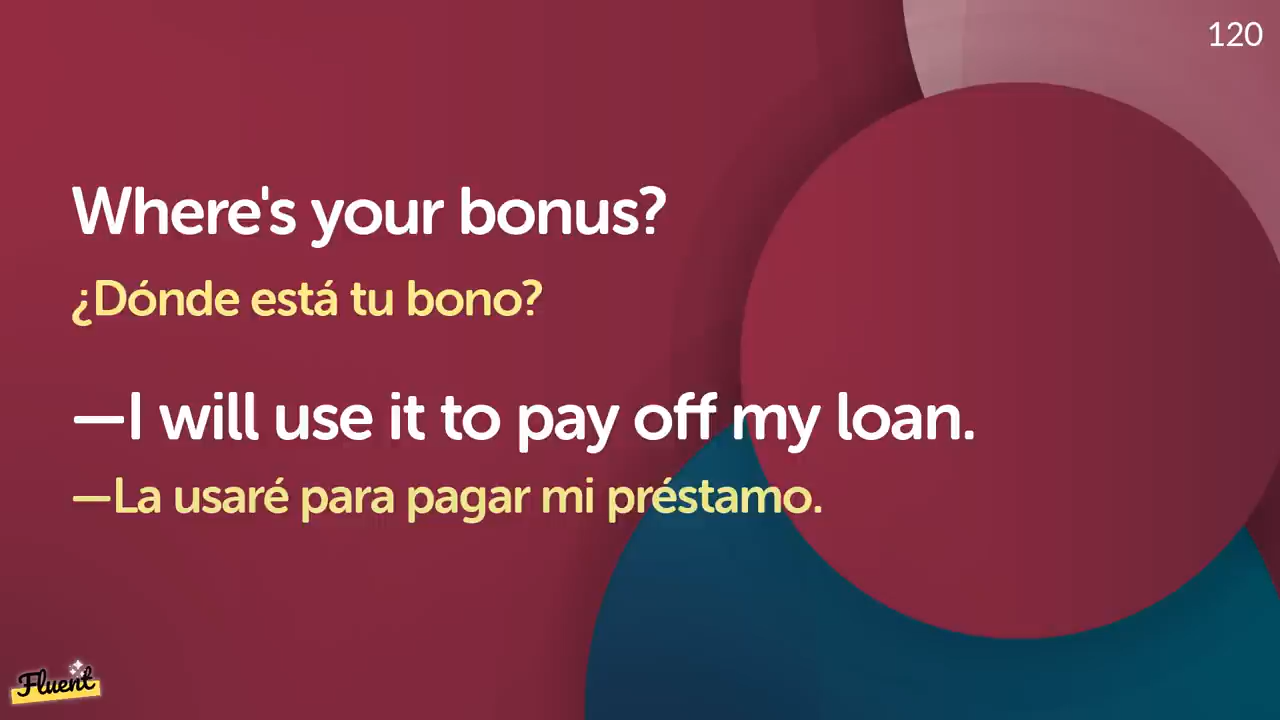 120
Where's your bonus?
¿Dónde está tu bono?
—I will use it to pay off my loan.
—La usaré para pagar mi préstamo.
Fluent